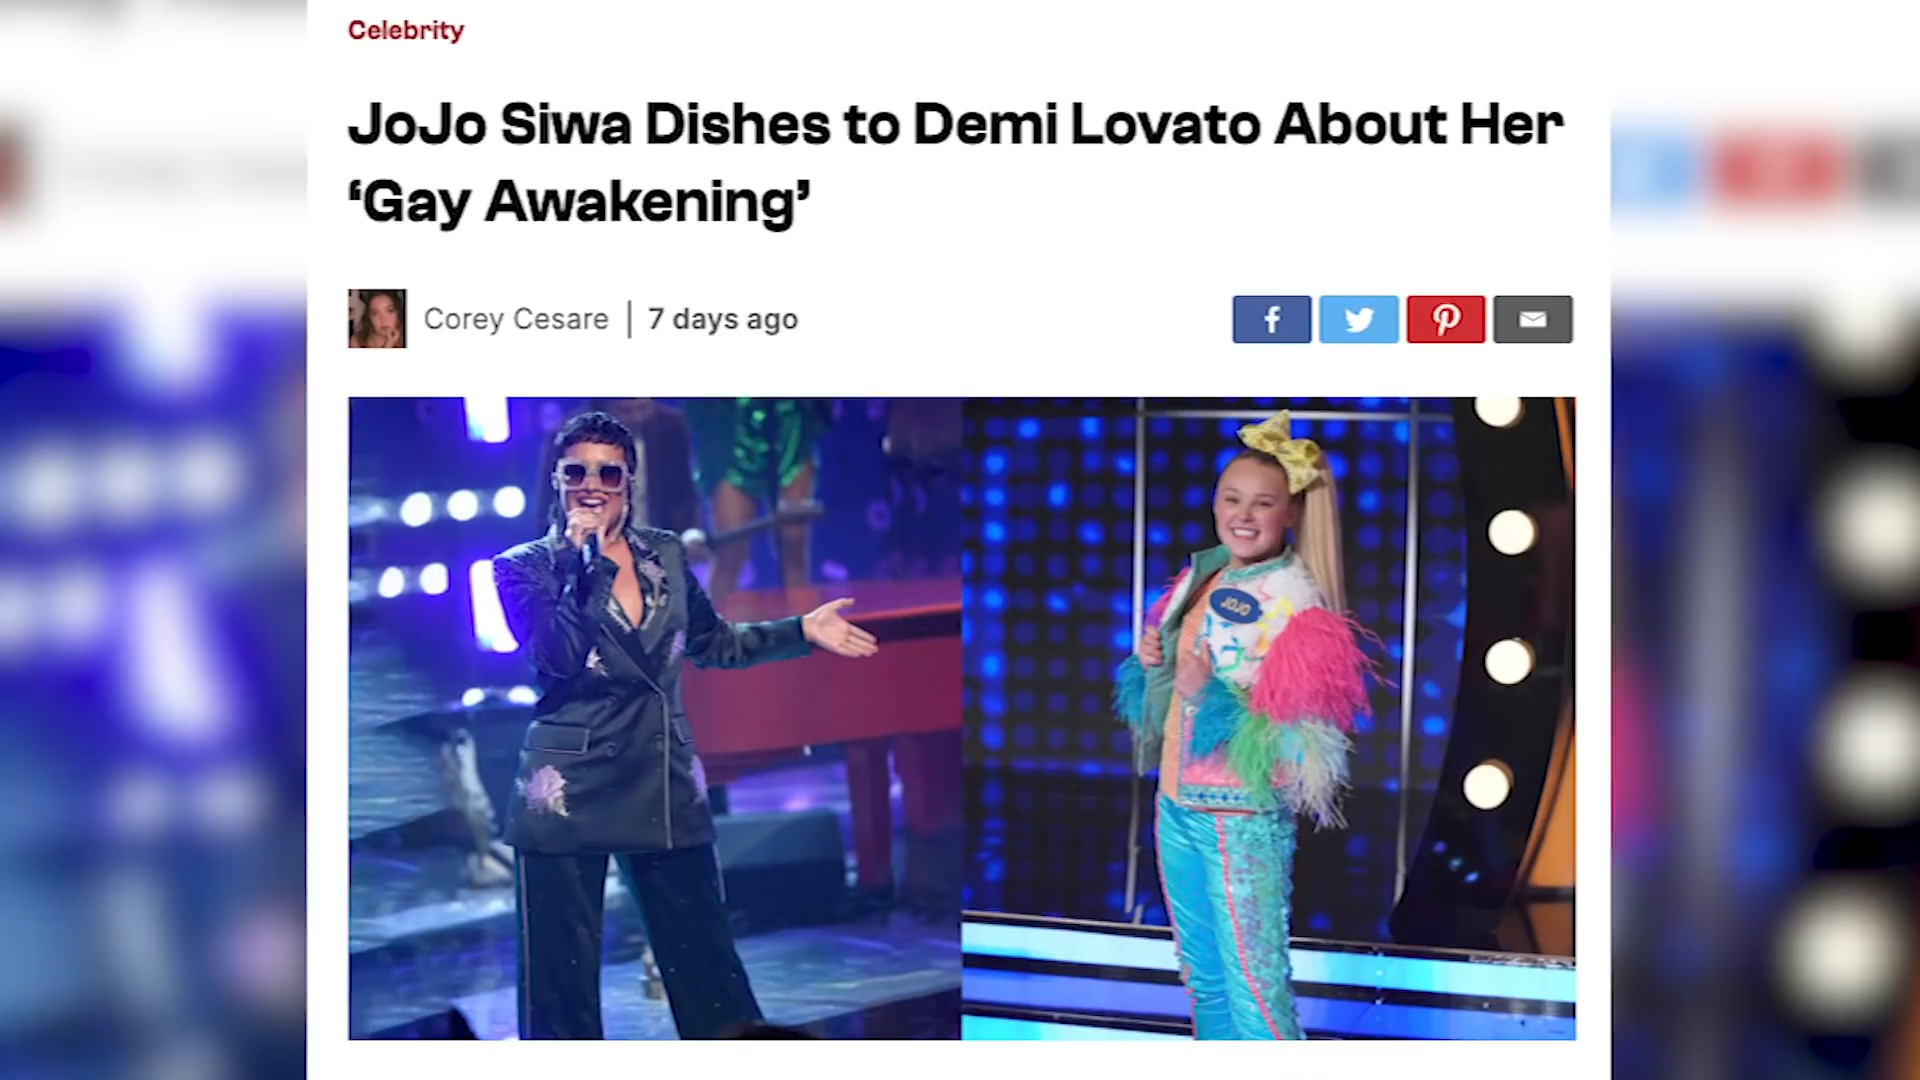 Celebrity
JoJo Siwa Dishes to Demi Lovato About Her
‘Gay Awakening’
Corey Cesare | 7 days ago
JOJO